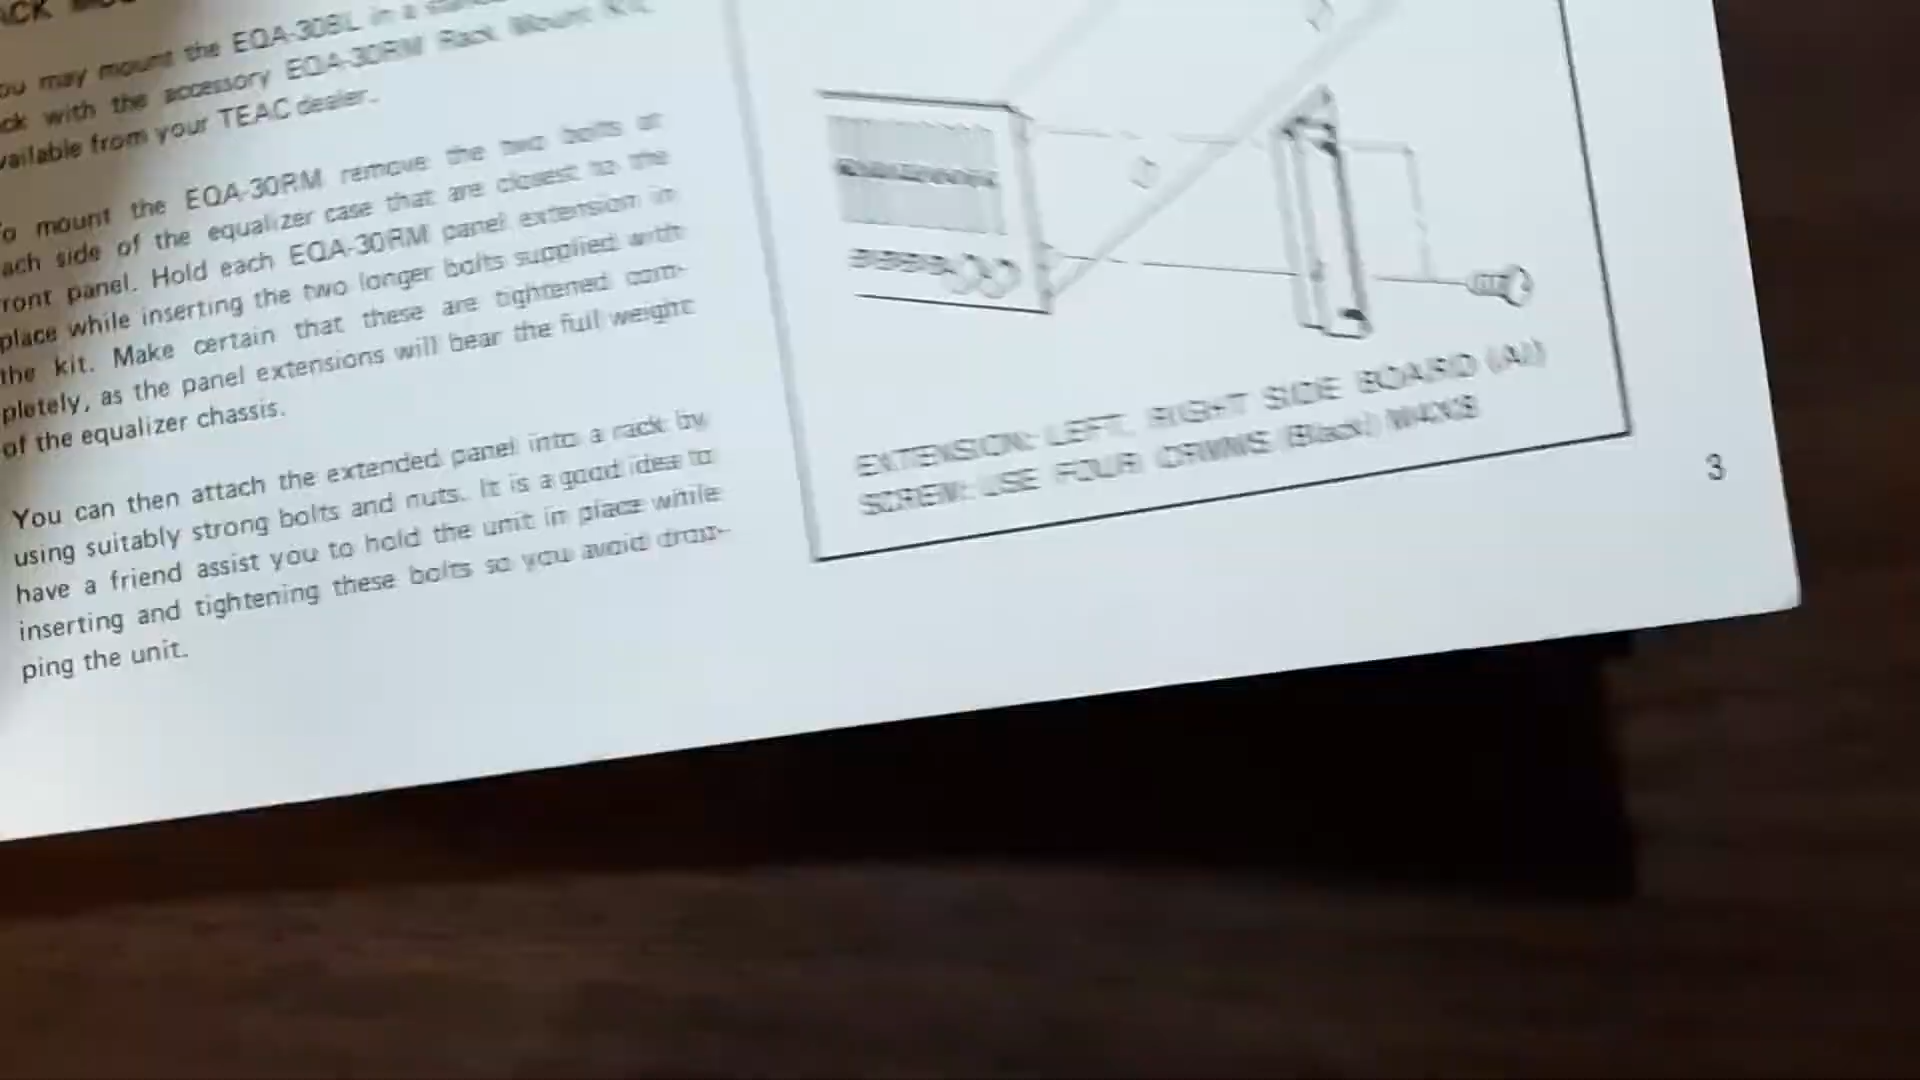 ou may mount the EQA-30BL in a
ck with the accessory EQA-30RM Rack Mount Kit
vailable from your TEAC dealer.
o mount the EQA-30RM remove the two bolts at
ach side of the equalizer case that are closest to the
ront panel. Hold each EQA-30RM panel extension in
place while inserting the two longer bolts supplied with
the kit. Make certain that these are tightened com-
pletely, as the panel extensions will bear the full weight
of the equalizer chassis.
You can then attach the extended panel into a rack by
using suitably strong bolts and nuts. It is a good idea to
have a friend assist you to hold the unit in place while
inserting and tightening these bolts so you avoid drop-
ping the unit.
EXTENSION: LEFT, RIGHT SIDE BOARD (Al)
SCREW: USE FOUR (Black)
3